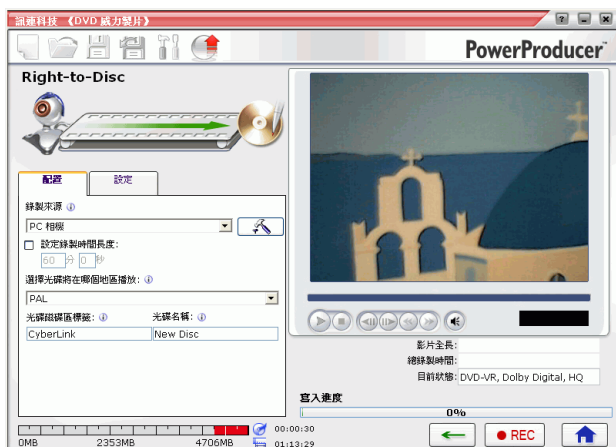 訊連科技 《DVD 威力製片》
PowerProducer
Right-to-Disc
配置 設定
錄製來源
PC 相機
設定錄製時間長度:
60 分 0 秒
選擇光碟將在哪個地區播放:
PAL
光碟磁碟區標籤: 光碟名稱:
CyberLink New Disc
影片全長:
總錄製時間:
目前狀態: DVD-VR, Dolby Digital, HQ
寫入進度
0%
00:00:30
0MB 2353MB 4706MB 01:13:29
REC